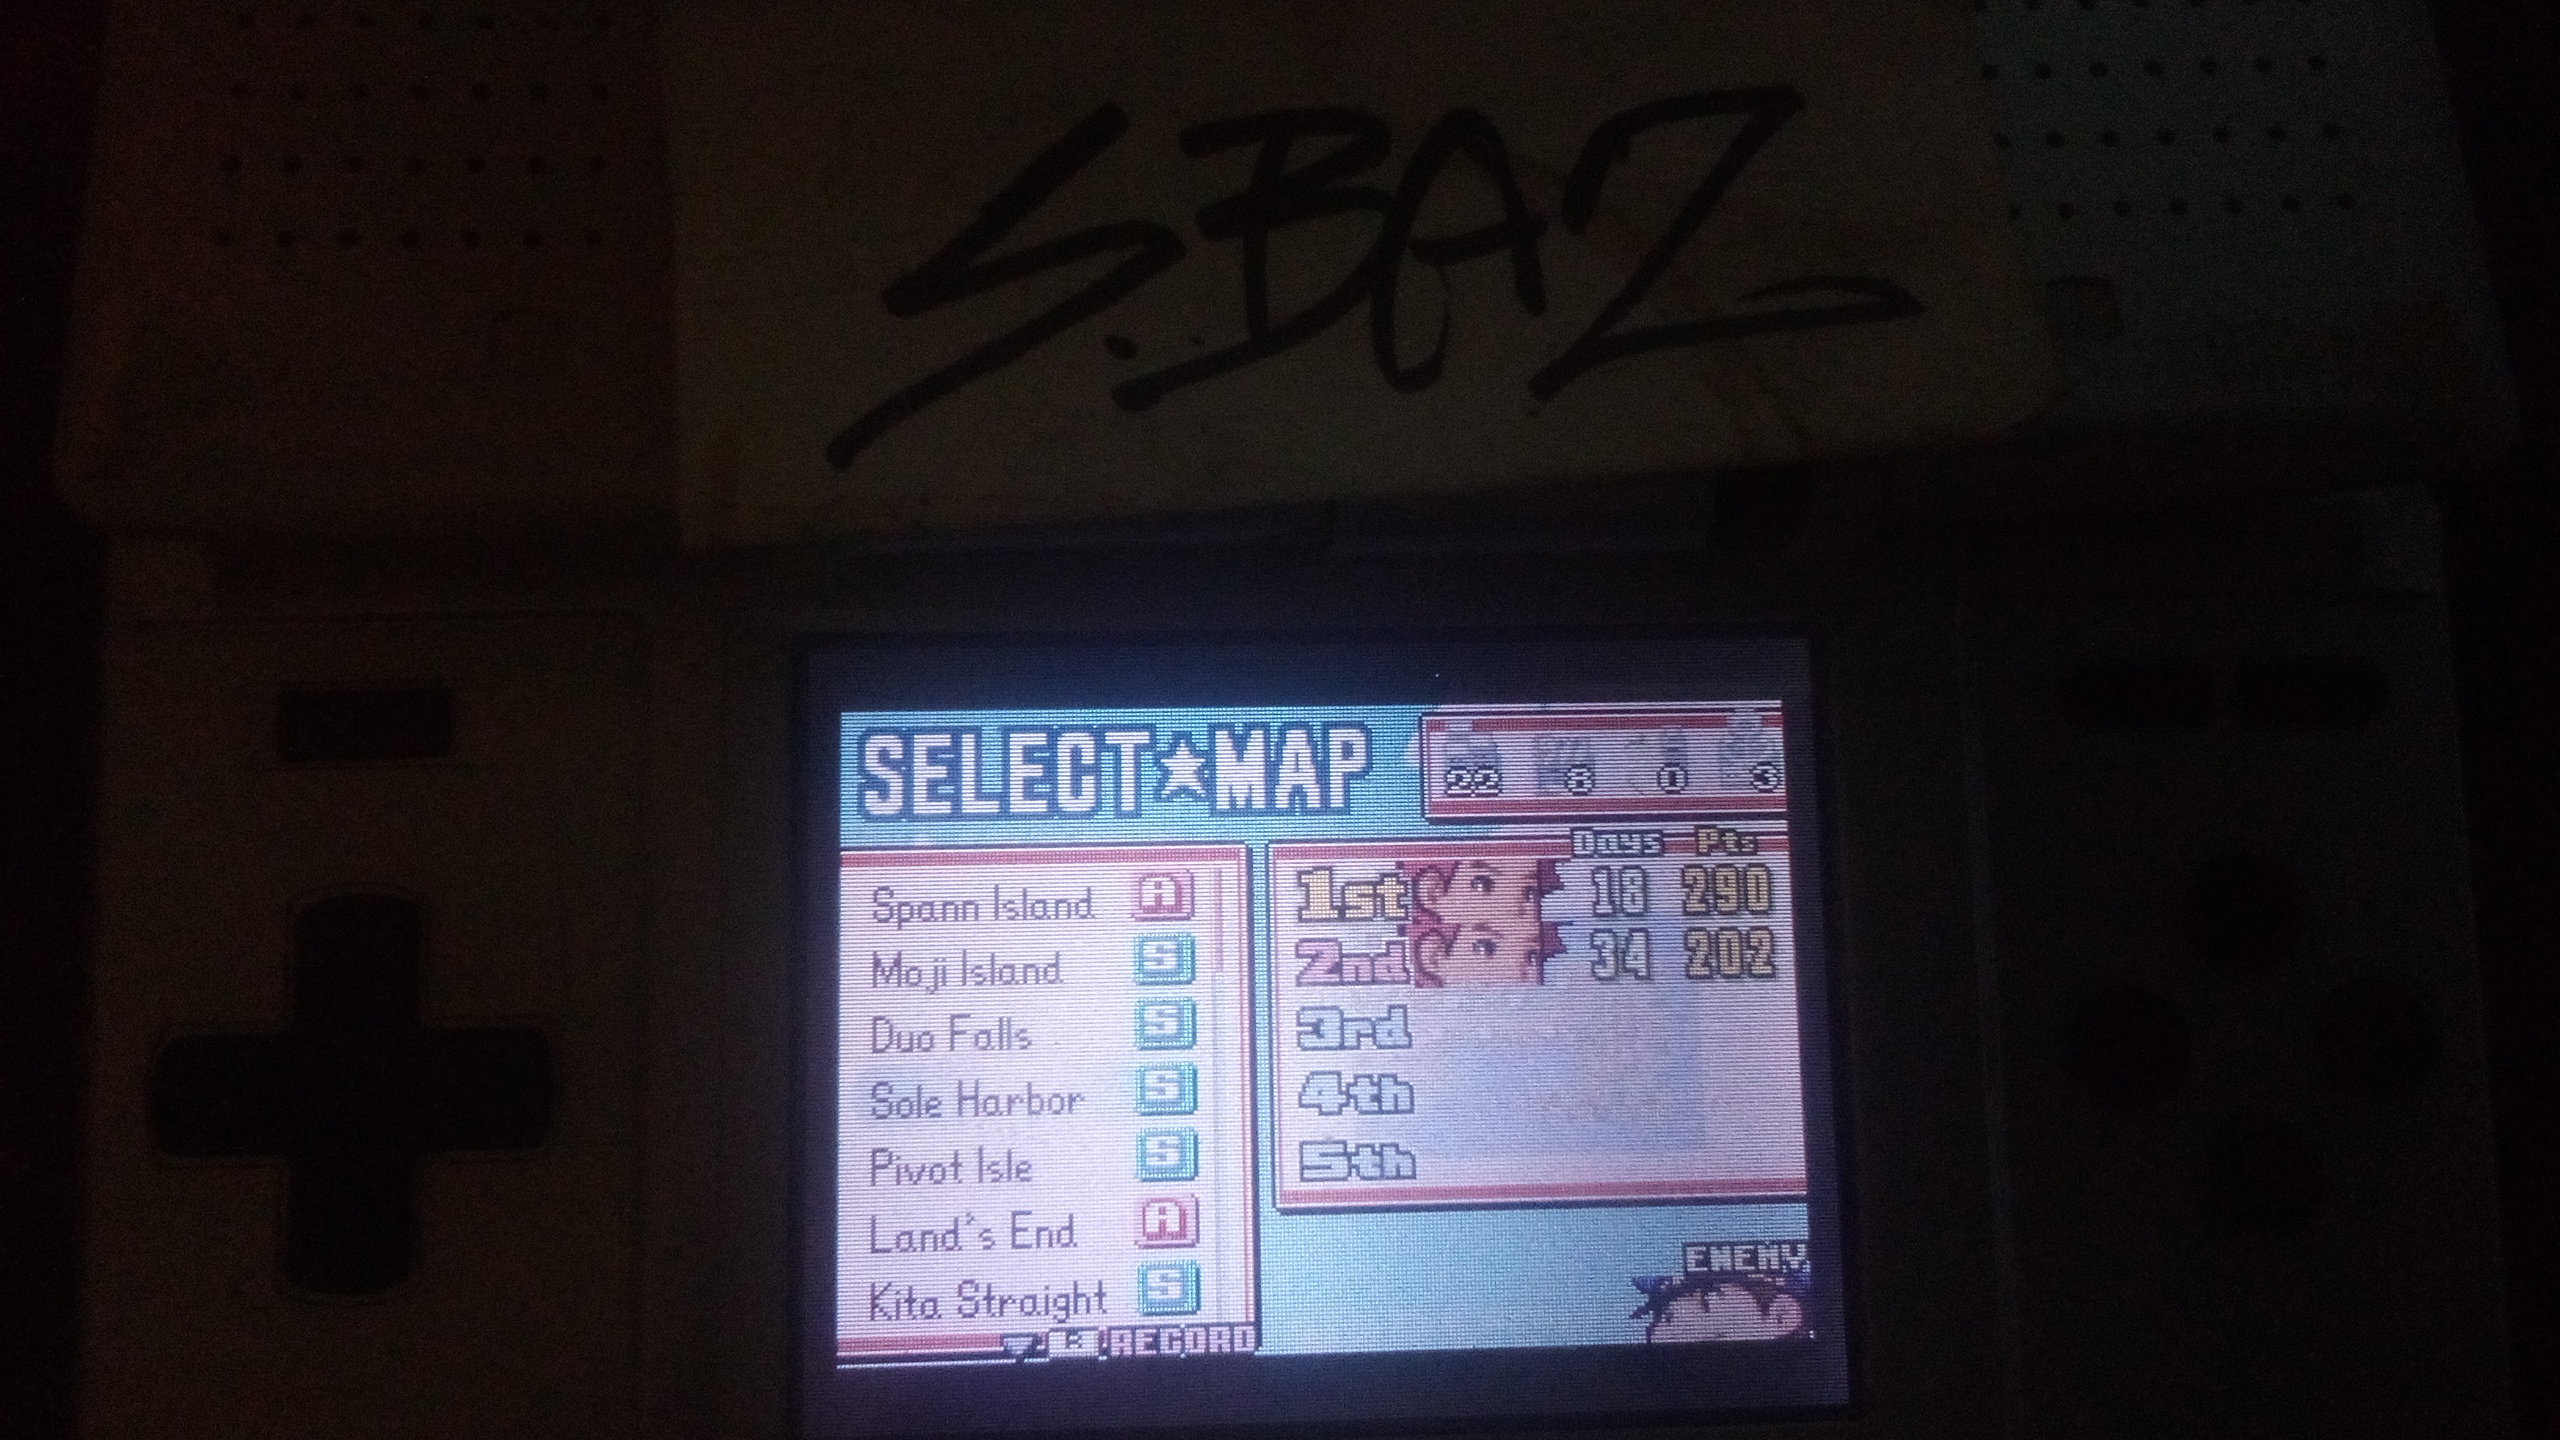 S.BAZ
SELECT★MAP
22 8 0 3
Days Pts
Spann Island A
Moji Island S
Duo Falls S
Sole Harbor S
Pivot Isle S
Land's End A
Kita Straight S
RECORD
1st 18 290
2nd 34 202
3rd
4th
5th
ENEMY